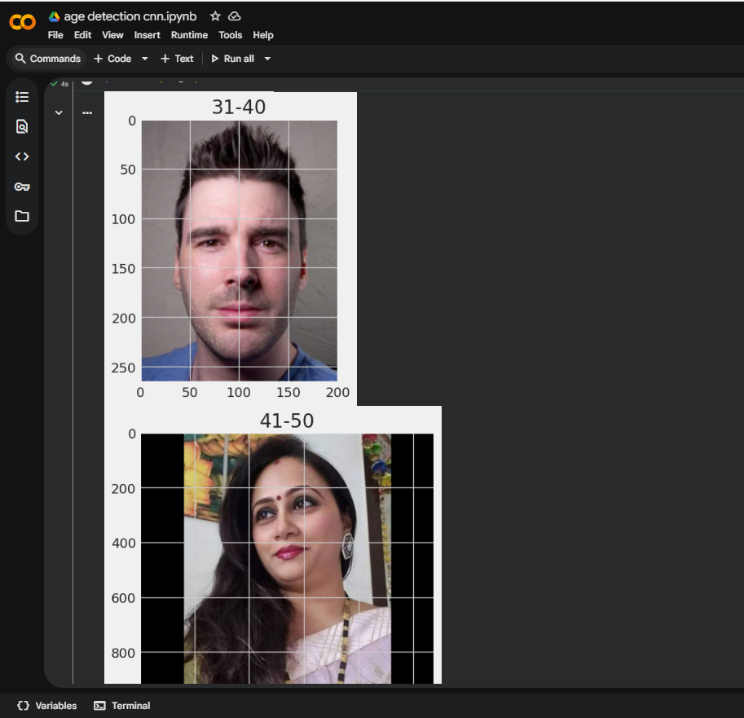 age detection cnn.ipynb
File Edit View Insert Runtime Tools Help
Commands + Code + Text Run all
4s
31-40
0
50
100
150
200
250
0 50 100 150 200
41-50
0
200
400
600
800
Variables Terminal